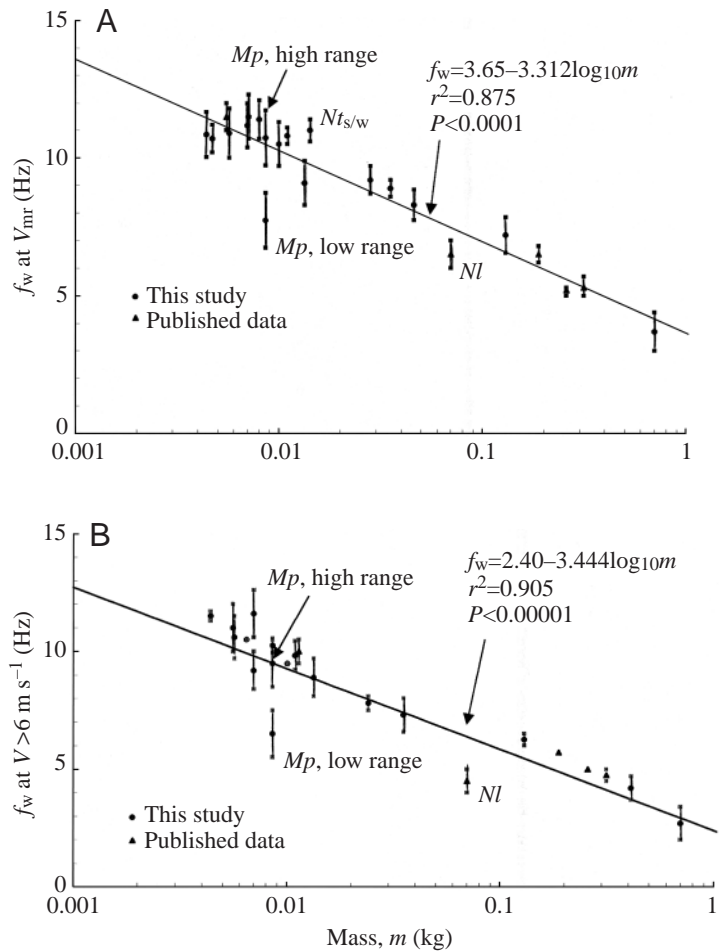 A
15
10
5
0
0.001
0.01
0.1
1
fw at Vmr (Hz)
Mp, high range
Nts/w
Mp, low range
Nl
fw=3.65–3.312log10m
r2=0.875
P<0.0001
This study
Published data
B
15
10
5
0
0.001
0.01
0.1
1
fw at V >6 m s–1 (Hz)
Mp, high range
Mp, low range
Nl
fw=2.40–3.444log10m
r2=0.905
P<0.00001
This study
Published data
Mass, m (kg)